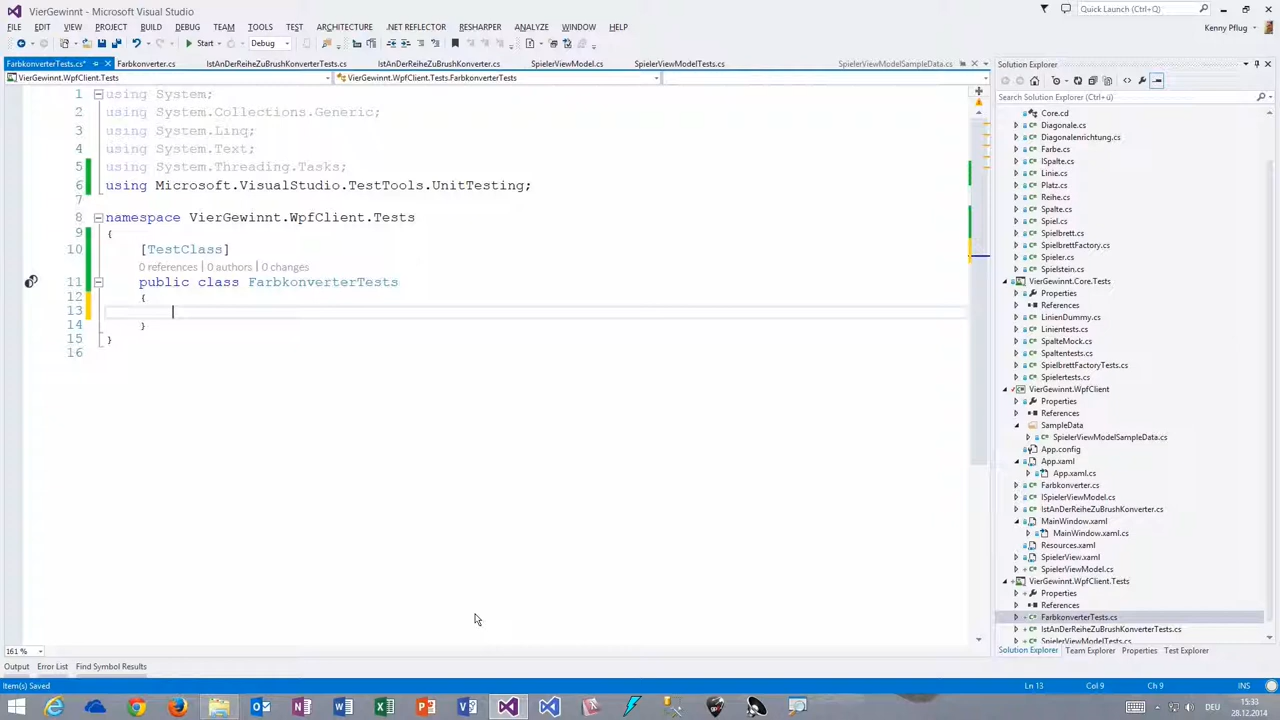 VierGewinnt - Microsoft Visual Studio
Quick Launch (Ctrl+Q)
FILE EDIT VIEW PROJECT BUILD DEBUG TEAM TOOLS TEST ARCHITECTURE .NET REFLECTOR RESHARPER ANALYZE WINDOW HELP
Kenny Pflug
Start
Debug
FarbkonverterTests.cs*
Farbkonverter.cs
IstAnDerReiheZuBrushKonverterTests.cs
IstAnDerReiheZuBrushKonverter.cs
SpielerViewModel.cs
SpielerViewModelTests.cs
SpielerViewModelSampleData.cs
VierGewinnt.WpfClient.Tests
VierGewinnt.WpfClient.Tests.FarbkonverterTests
1 using System;
2 using System.Collections.Generic;
3 using System.Linq;
4 using System.Text;
5 using System.Threading.Tasks;
6 using Microsoft.VisualStudio.TestTools.UnitTesting;
7
8 namespace VierGewinnt.WpfClient.Tests
9 {
10 [TestClass]
0 references | 0 authors | 0 changes
11 public class FarbkonverterTests
12 {
13
14 }
15 }
16
161 %
Output Error List Find Symbol Results
Item(s) Saved
Ln 13 Col 9 Ch 9 INS
Solution Explorer
Search Solution Explorer (Ctrl+ü)
Core.cd
Diagonale.cs
Diagonalenrichtung.cs
Farbe.cs
ISpalte.cs
Linie.cs
Platz.cs
Reihe.cs
Spalte.cs
Spiel.cs
Spielbrett.cs
SpielbrettFactory.cs
Spieler.cs
Spielstein.cs
VierGewinnt.Core.Tests
Properties
References
LinienDummy.cs
Linientests.cs
SpalteMock.cs
Spaltentests.cs
SpielbrettFactoryTests.cs
Spielertests.cs
VierGewinnt.WpfClient
Properties
References
SampleData
SpielerViewModelSampleData.cs
App.config
App.xaml
App.xaml.cs
Farbkonverter.cs
ISpielerViewModel.cs
IstAnDerReiheZuBrushKonverter.cs
MainWindow.xaml
MainWindow.xaml.cs
Resources.xaml
SpielerView.xaml
SpielerViewModel.cs
VierGewinnt.WpfClient.Tests
Properties
References
FarbkonverterTests.cs
IstAnDerReiheZuBrushKonverterTests.cs
SpielerViewModelTests.cs
Solution Explorer Team Explorer Properties Test Explorer
DEU
15:33
28.12.2014